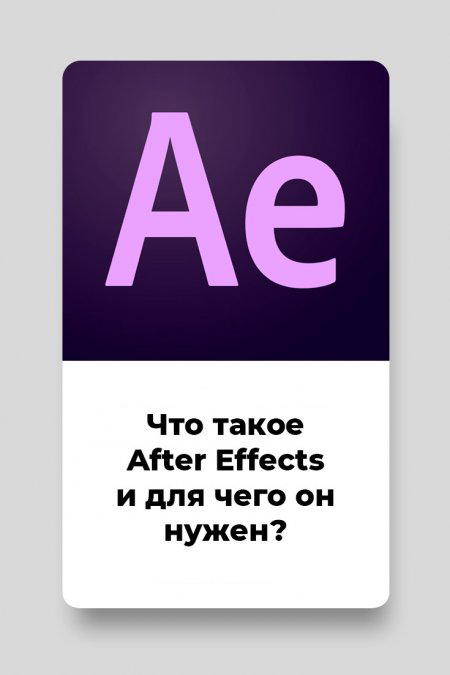 Ae
Что такое
After Effects
и для чего он
нужен?